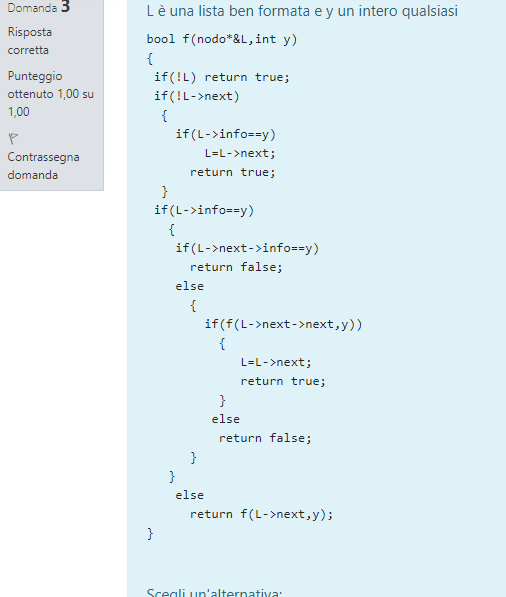 Domanda 3
Risposta
corretta
Punteggio
ottenuto 1,00 su
1,00
Contrassegna
domanda
L è una lista ben formata e y un intero qualsiasi
bool f(nodo*&L,int y)
{
if(!L) return true;
if(!L->next)
{
if(L->info==y)
L=L->next;
return true;
}
if(L->info==y)
{
if(L->next->info==y)
return false;
else
{
if(f(L->next->next,y))
{
L=L->next;
return true;
}
else
return false;
}
}
else
return f(L->next,y);
}
Scegli un'alternativa: